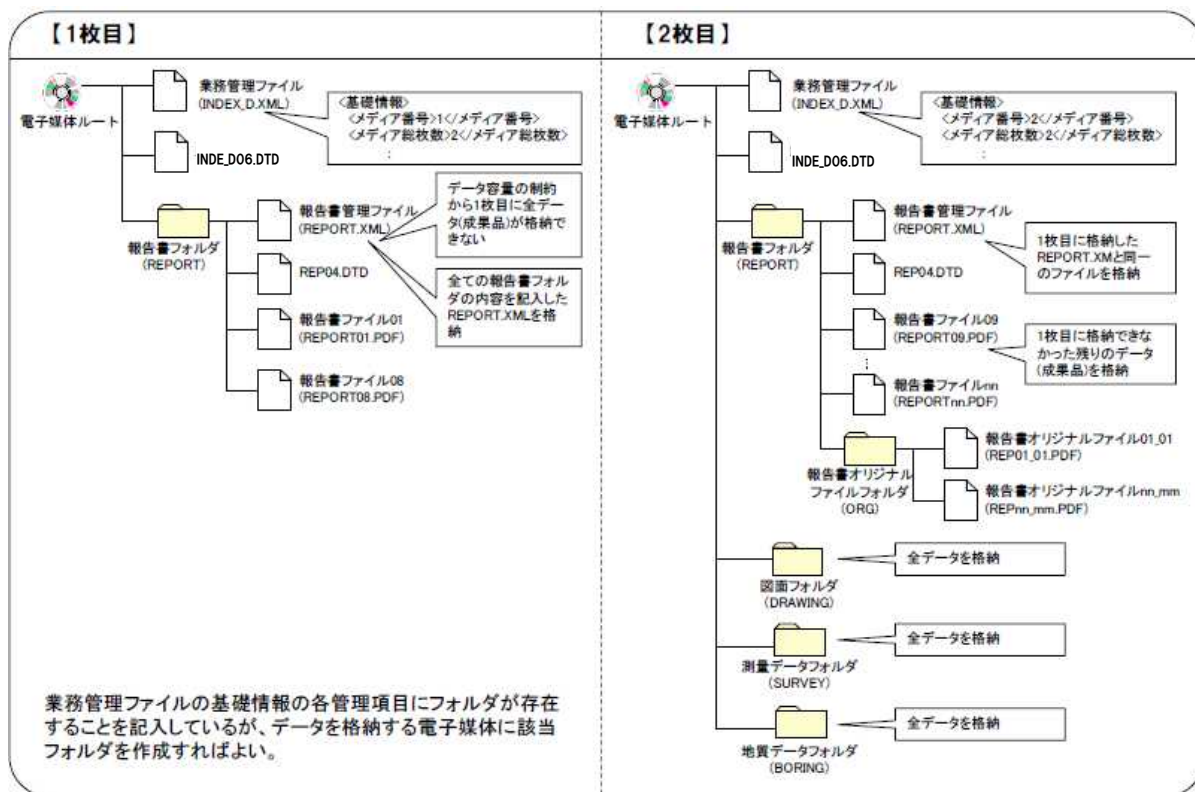 【1枚目】
電子媒体ルート
業務管理ファイル
(INDEX_D.XML)
<基礎情報>
<メディア番号>1</メディア番号>
<メディア総枚数>2</メディア総枚数>
:
INDE_D06.DTD
報告書フォルダ
(REPORT)
報告書管理ファイル
(REPORT.XML)
データ容量の制約
から1枚目に全デー
タ(成果品)が格納で
きない
REP04.DTD
全ての報告書フォル
ダの内容を記入した
REPORT.XMLを格
納
報告書ファイル01
(REPORT01.PDF)
報告書ファイル08
(REPORT08.PDF)
業務管理ファイルの基礎情報の各管理項目にフォルダが存在
することを記入しているが、データを格納する電子媒体に該当
フォルダを作成すればよい。
【2枚目】
電子媒体ルート
業務管理ファイル
(INDEX_D.XML)
<基礎情報>
<メディア番号>2</メディア番号>
<メディア総枚数>2</メディア総枚数>
:
INDE_D06.DTD
報告書フォルダ
(REPORT)
報告書管理ファイル
(REPORT.XML)
1枚目に格納した
REPORT.XMと同一
のファイルを格納
REP04.DTD
報告書ファイル09
(REPORT09.PDF)
1枚目に格納できな
かった残りのデータ
(成果品)を格納
:
報告書ファイルnn
(REPORTnn.PDF)
報告書オリジナル
ファイルフォルダ
(ORG)
報告書オリジナルファイル01_01
(REP01_01.PDF)
報告書オリジナルファイルnn_mm
(REPnn_mm.PDF)
図面フォルダ
(DRAWING)
全データを格納
測量データフォルダ
(SURVEY)
全データを格納
地質データフォルダ
(BORING)
全データを格納